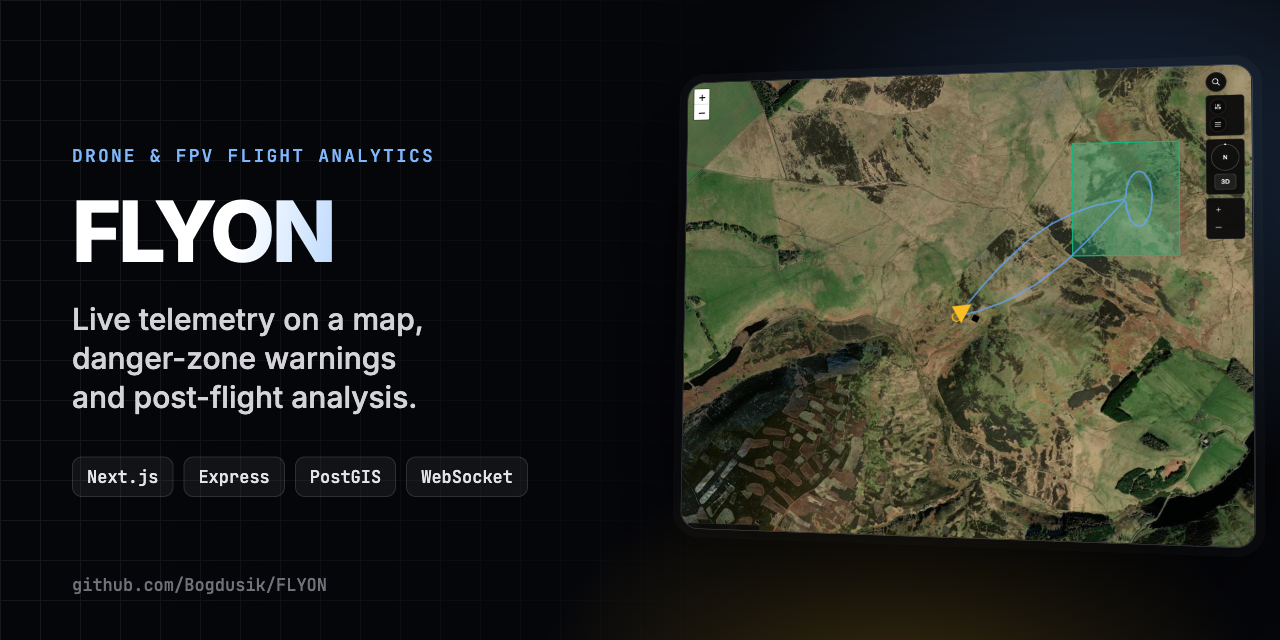 DRONE & FPV FLIGHT ANALYTICS
FLYON
Live telemetry on a map,
danger-zone warnings
and post-flight analysis.
Next.js Express PostGIS WebSocket
github.com/Bogdusik/FLYON
+
−
N
3D
+
−